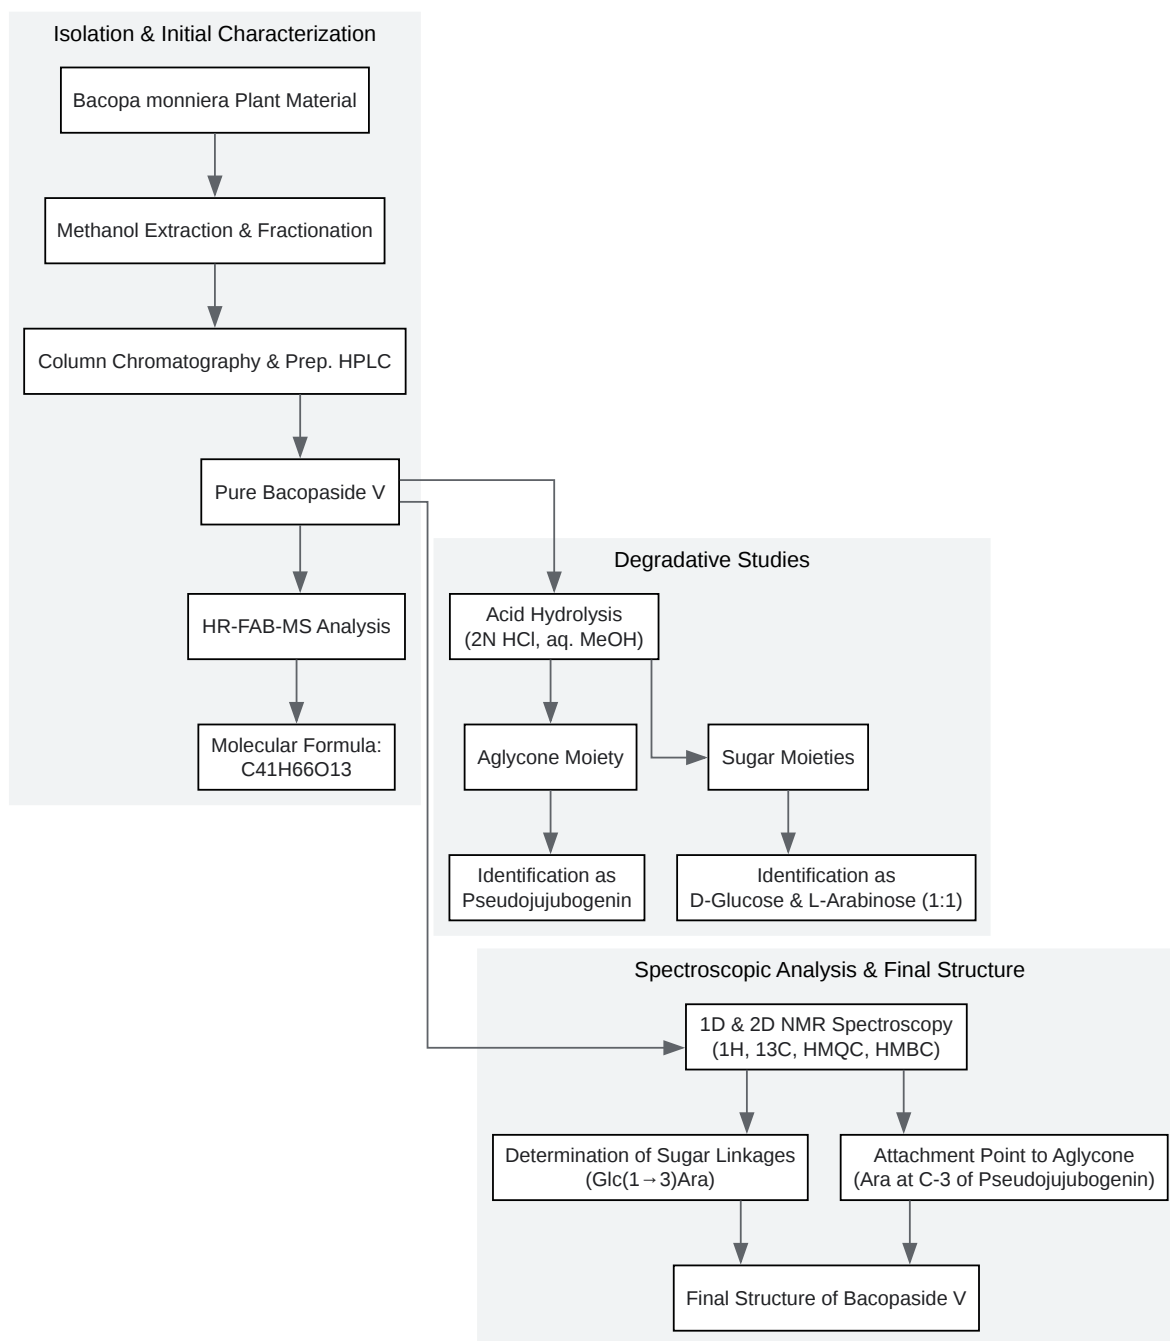 Isolation & Initial Characterization
Bacopa monniera Plant Material
Methanol Extraction & Fractionation
Column Chromatography & Prep. HPLC
Pure Bacopaside V
HR-FAB-MS Analysis
Molecular Formula:
C41H66O13
Degradative Studies
Acid Hydrolysis
(2N HCl, aq. MeOH)
Aglycone Moiety
Sugar Moieties
Identification as
Pseudojujubogenin
Identification as
D-Glucose & L-Arabinose (1:1)
Spectroscopic Analysis & Final Structure
1D & 2D NMR Spectroscopy
(1H, 13C, HMQC, HMBC)
Determination of Sugar Linkages
(Glc(1→3)Ara)
Attachment Point to Aglycone
(Ara at C-3 of Pseudojujubogenin)
Final Structure of Bacopaside V